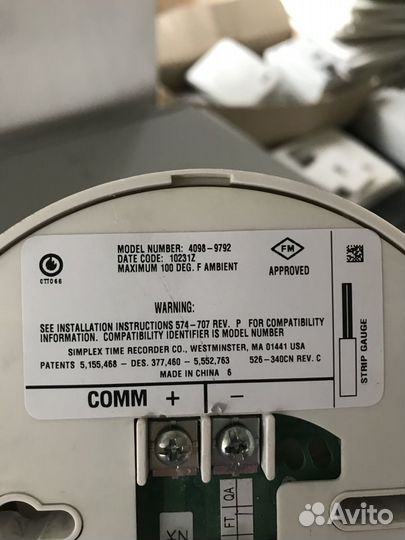 MODEL NUMBER: 4098-9792
DATE CODE: 10231Z
MAXIMUM 100 DEG. F AMBIENT
CTTC66
FM
APPROVED
WARNING:
SEE INSTALLATION INSTRUCTIONS 574-707 REV. P FOR COMPATIBILITY
INFORMATION. COMPATIBILITY IDENTIFIER IS MODEL NUMBER
SIMPLEX TIME RECORDER CO., WESTMINSTER, MA 01441 USA
PATENTS 5,155,468 - DES. 377,460 - 5,552,763 526-340CN REV. C
MADE IN CHINA 6
STRIP GAUGE
COMM + -
QA
FT
Avito